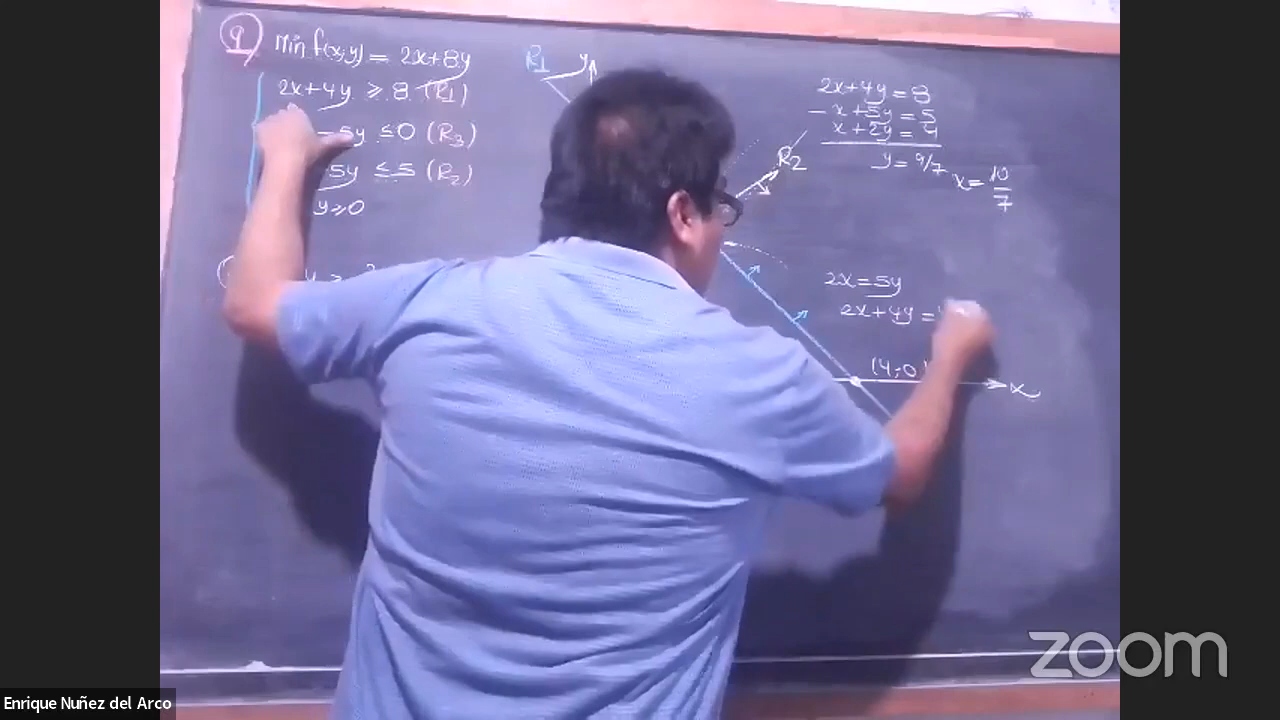 9)
Min f(x;y) = 2x+8y
2x+4y ≥ 8 (R1)
-5y ≤ 0 (R3)
5y ≤ 5 (R2)
y ≥ 0
R1
y
R2
2x+4y = 8
-x+5y = 5
x+2y = 4
y = 9/7
x = 10/7
2x = 5y
2x+4y =
(4;0)
x
Enrique Nuñez del Arco
zoom